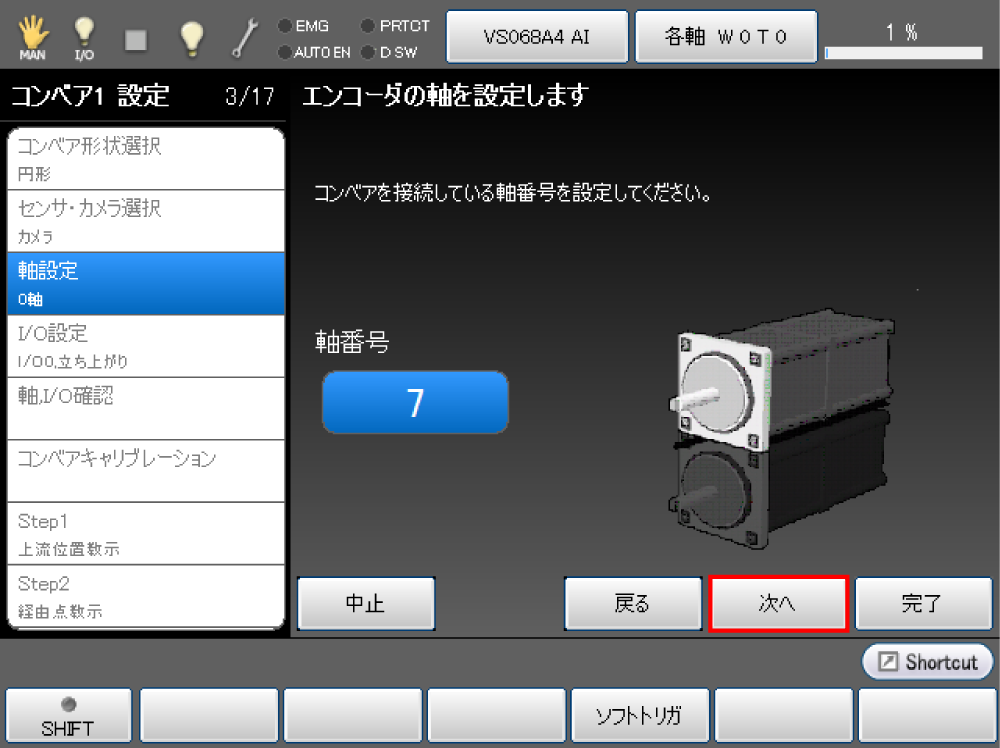 MAN
I/O
EMG
PRTCT
AUTO EN
D SW
VS068A4 AI
各軸 W0T0
1 %
コンベア1 設定 3/17
エンコーダの軸を設定します
コンベア形状選択
円形
センサ・カメラ選択
カメラ
軸設定
0軸
I/O設定
I/O0,立ち上がり
軸,I/O確認
コンベアキャリブレーション
Step1
上流位置教示
Step2
経由点教示
コンベアを接続している軸番号を設定してください。
軸番号
7
中止
戻る
次へ
完了
Shortcut
SHIFT
ソフトトリガ